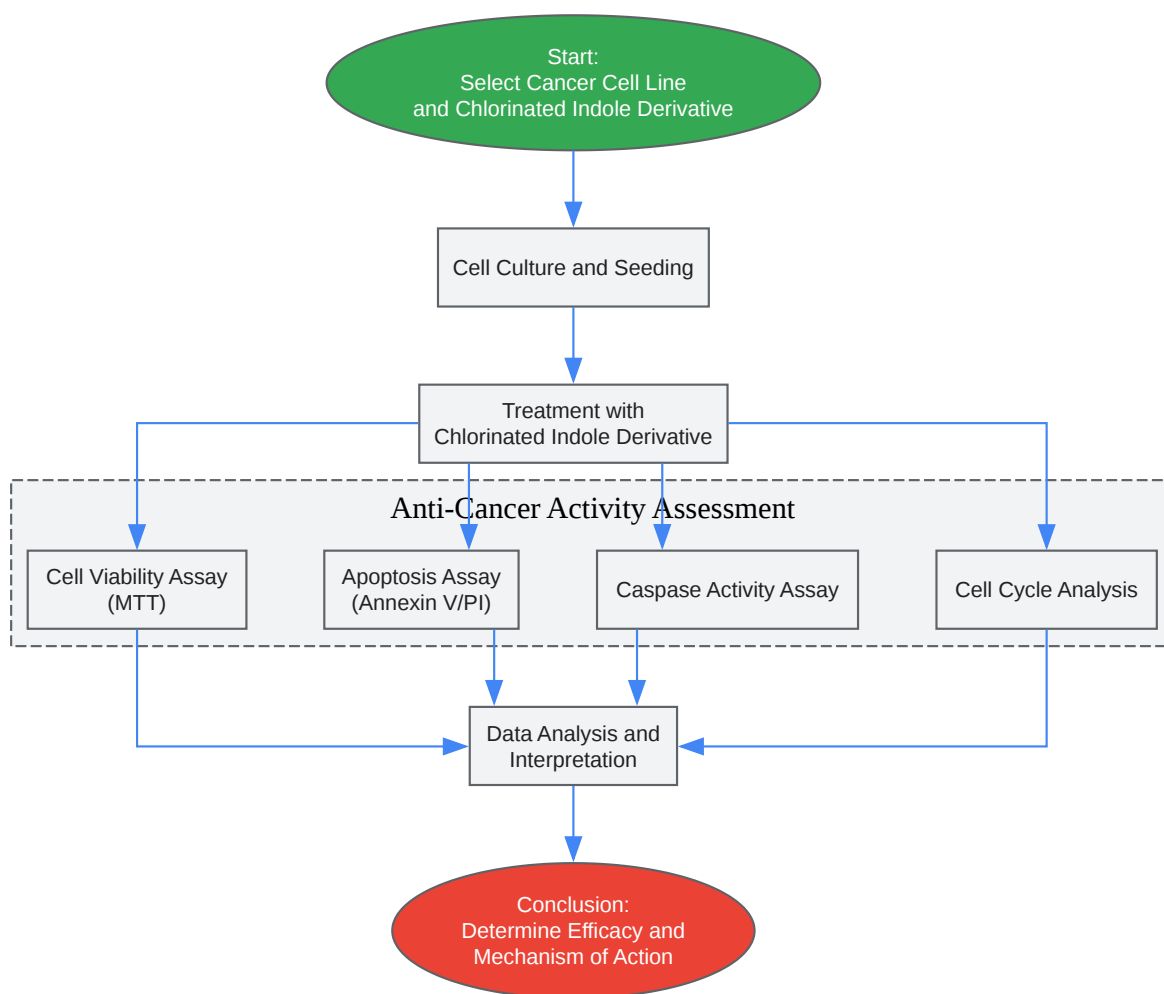 Start:
Select Cancer Cell Line
and Chlorinated Indole Derivative
Cell Culture and Seeding
Treatment with
Chlorinated Indole Derivative
Anti-Cancer Activity Assessment
Cell Viability Assay
(MTT)
Apoptosis Assay
(Annexin V/PI)
Caspase Activity Assay
Cell Cycle Analysis
Data Analysis and
Interpretation
Conclusion:
Determine Efficacy and
Mechanism of Action